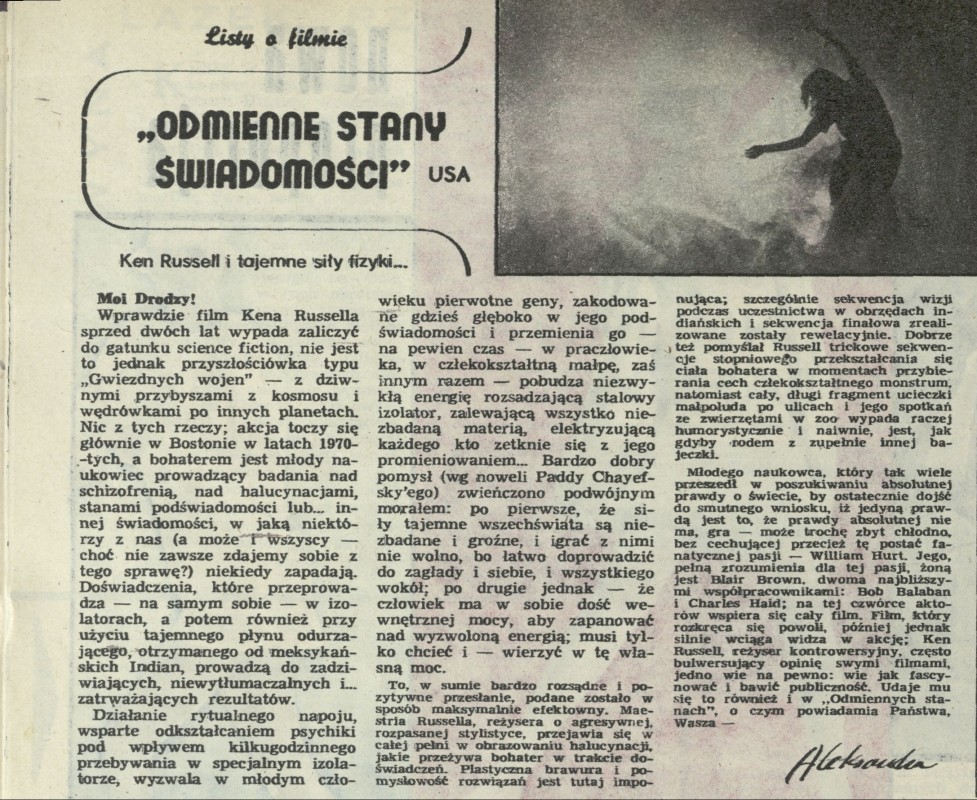 Listy o filmie
„ODMIENNE STANY
ŚWIADOMOŚCI” USA
Ken Russell i tajemne siły fizyki...
Moi Drodzy!
Wprawdzie film Kena Russella
sprzed dwóch lat wypada zaliczyć
do gatunku science fiction, nie jest
to jednak przyszłościówka typu
„Gwiezdnych wojen” — z dziw-
nymi przybyszami z kosmosu i
wędrówkami po innych planetach.
Nic z tych rzeczy; akcja toczy się
głównie w Bostonie w latach 1970-
-tych, a bohaterem jest młody na-
ukowiec prowadzący badania nad
schizofrenią, nad halucynacjami,
stanami podświadomości lub... in-
nej świadomości, w jaką niektó-
rzy z nas (a może i wszyscy —
choć nie zawsze zdajemy sobie z
tego sprawę?) niekiedy zapadają.
Doświadczenia, które przeprowa-
dza — na samym sobie — w izo-
latorach, a potem również przy
użyciu tajemnego płynu odurza-
jącego, otrzymanego od meksykań-
skich Indian, prowadzą do zadzi-
wiających, niewytłumaczalnych i...
zatrważających rezultatów.
Działanie rytualnego napoju,
wsparte odkształcaniem psychiki
pod wpływem kilkugodzinnego
przebywania w specjalnym izola-
torze, wyzwala w młodym czło-
wieku pierwotne geny, zakodowa-
ne gdzieś głęboko w jego pod-
świadomości i przemienia go —
na pewien czas — w praczłowie-
ka, w człekokształtną małpę, zaś
innym razem — pobudza niezwy-
kłą energię rozsadzającą stalowy
izolator, zalewającą wszystko nie-
zbadaną materią, elektryzującą
każdego kto zetknie się z jego
promieniowaniem... Bardzo dobry
pomysł (wg noweli Paddy Chayef-
sky'ego) zwieńczono podwójnym
morałem: po pierwsze, że si-
ły tajemne wszechświata są nie-
zbadane i groźne, i igrać z nimi
nie wolno, bo łatwo doprowadzić
do zagłady i siebie, i wszystkiego
wokół; po drugie jednak — że
człowiek ma w sobie dość we-
wnętrznej mocy, aby zapanować
nad wyzwoloną energią; musi tyl-
ko chcieć i — wierzyć w tę wła-
sną moc.
To, w sumie bardzo rozsądne i po-
zytywne przesłanie, podane zostało w
sposób maksymalnie efektowny. Mae-
stria Russella, reżysera o agresywnej,
rozpasanej stylistyce, przejawia się w
całej pełni w obrazowaniu halucynacji,
jakie przeżywa bohater w trakcie do-
świadczeń. Plastyczna brawura i po-
mysłowość rozwiązań jest tutaj impo-
nująca; szczególnie sekwencja wizji
podczas uczestnictwa w obrzędach in-
diańskich i sekwencja finałowa zreali-
zowane zostały rewelacyjnie. Dobrze
też pomyślał Russell trickowe sekwen-
cje stopniowego przekształcania się
ciała bohatera w momentach przybie-
rania cech człekokształtnego monstrum,
natomiast cały, długi fragment ucieczki
małpoluda po ulicach i jego spotkań
ze zwierzętami w zoo wypada raczej
humorystycznie i naiwnie, jest, jak
gdyby rodem z zupełnie innej ba-
jeczki.
Młodego naukowca, który tak wiele
przeszedł w poszukiwaniu absolutnej
prawdy o świecie, by ostatecznie dojść
do smutnego wniosku, iż jedyną praw-
dą jest to, że prawdy absolutnej nie
ma, gra — może trochę zbyt chłodno,
bez cechującej przecież tę postać fa-
natycznej pasji — William Hurt. Jego,
pełną zrozumienia dla tej pasji, żoną
jest Blair Brown, dwoma najbliższy-
mi współpracownikami: Bob Balaban
i Charles Haid; na tej czwórce akto-
rów wspiera się cały film. Film, który
rozkręca się powoli, później jednak
silnie wciąga widza w akcję; Ken
Russell, reżyser kontrowersyjny, często
bulwersujący opinię swymi filmami,
jedno wie na pewno: wie jak fascy-
nować i bawić publiczność. Udaje mu
się to również i w „Odmiennych sta-
nach”, o czym powiadamia Państwa,
Wasza —
Aleksandra